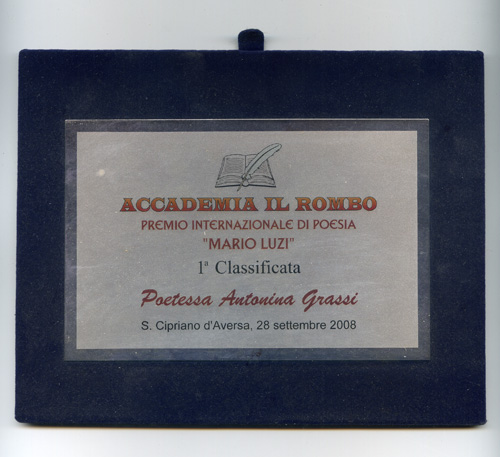 ACCADEMIA IL ROMBO
PREMIO INTERNAZIONALE DI POESIA
"MARIO LUZI"
1ª Classificata
Poetessa Antonina Grassi
S. Cipriano d'Aversa, 28 settembre 2008